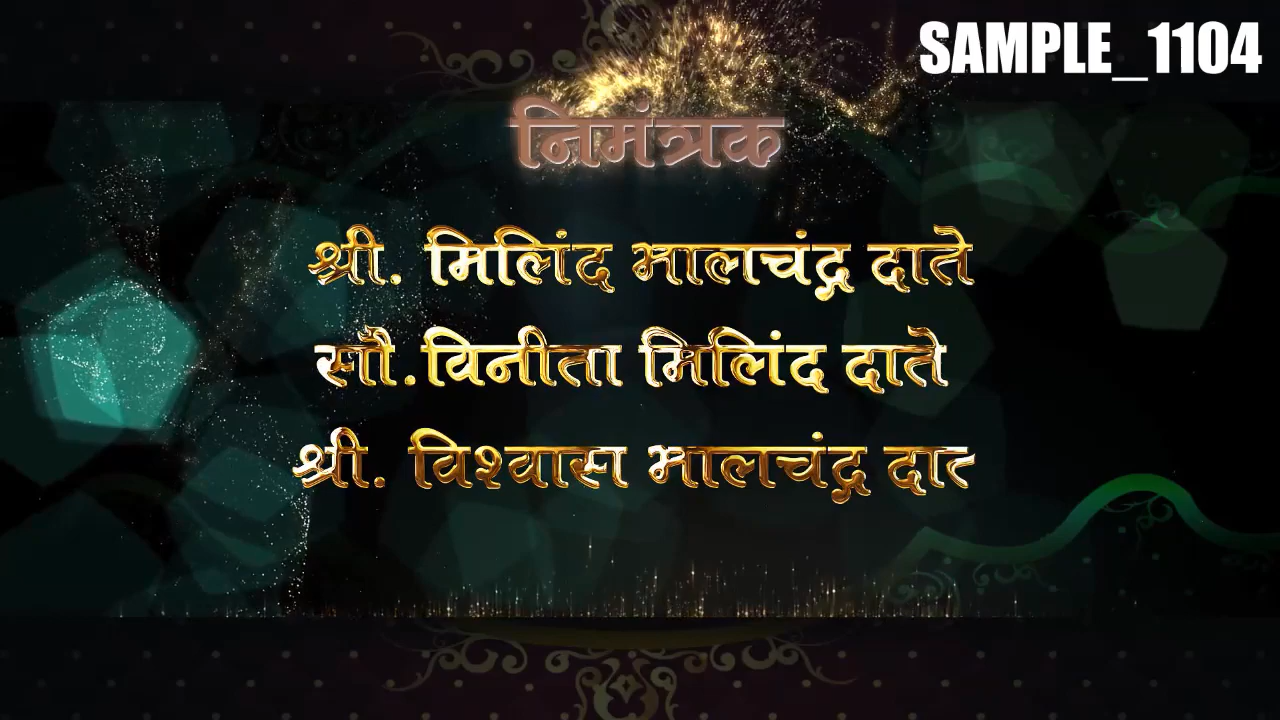 SAMPLE_1104
निमंत्रक
श्री. मिलिंद भालचंद्र दाते
सौ.विनीता मिलिंद दाते
श्री. विश्वास भालचंद्र